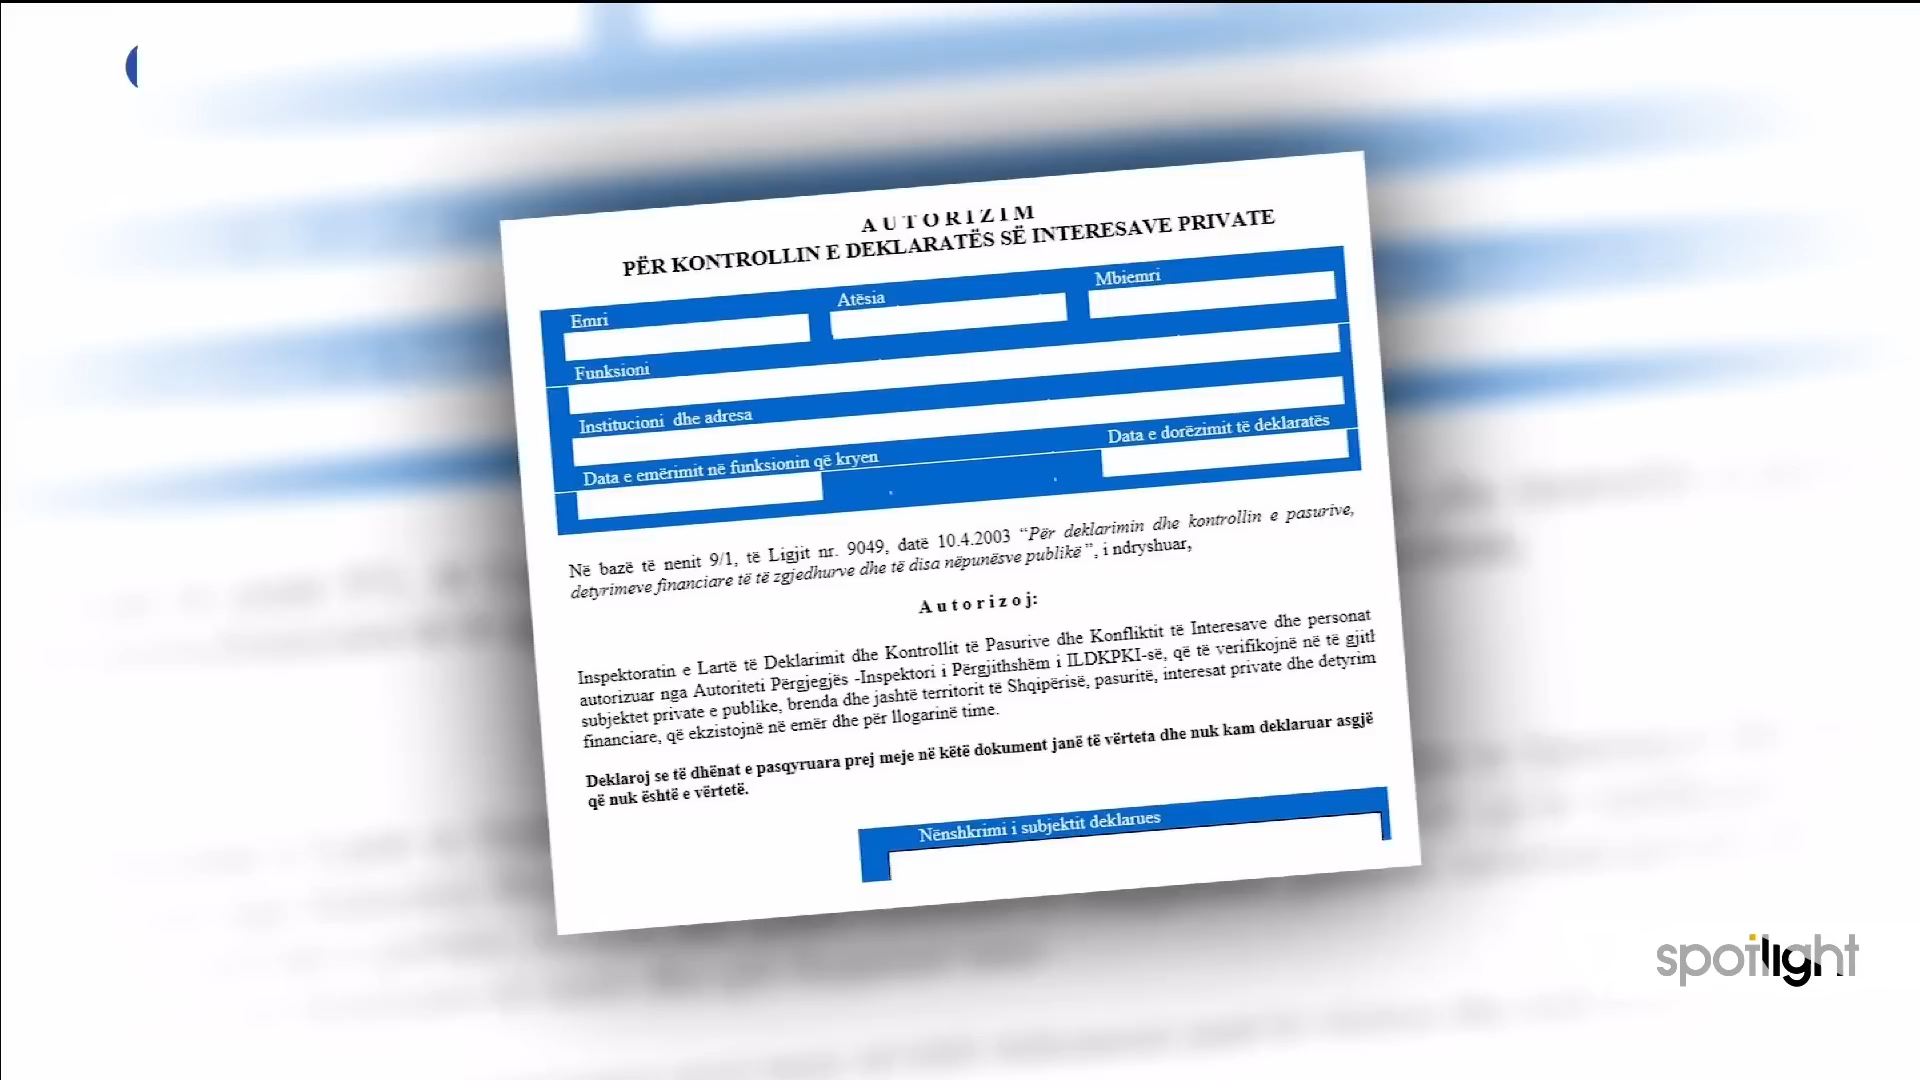 AUTORIZIM
PËR KONTROLLIN E DEKLARATËS SË INTERESAVE PRIVATE
Emri
Atësia
Mbiemri
Funksioni
Institucioni dhe adresa
Data e emërimit në funksionin që kryen
Data e dorëzimit të deklaratës
Në bazë të nenit 9/1, të Ligjit nr. 9049, datë 10.4.2003 “Për deklarimin dhe kontrollin e pasurive,
detyrimeve financiare të të zgjedhurve dhe të disa nëpunësve publikë”, i ndryshuar,
Autorizoj:
Inspektoratin e Lartë të Deklarimit dhe Kontrollit të Pasurive dhe Konfliktit të Interesave dhe personat
autorizuar nga Autoriteti Përgjegjës -Inspektori i Përgjithshëm i ILDKPKI-së, që të verifikojnë në të gjitl
subjektet private e publike, brenda dhe jashtë territorit të Shqipërisë, pasuritë, interesat private dhe detyrim
financiare, që ekzistojnë në emër dhe për llogarinë time.
Deklaroj se të dhënat e pasqyruara prej meje në këtë dokument janë të vërteta dhe nuk kam deklaruar asgjë
që nuk është e vërtetë.
Nënshkrimi i subjektit deklarues
spotlight